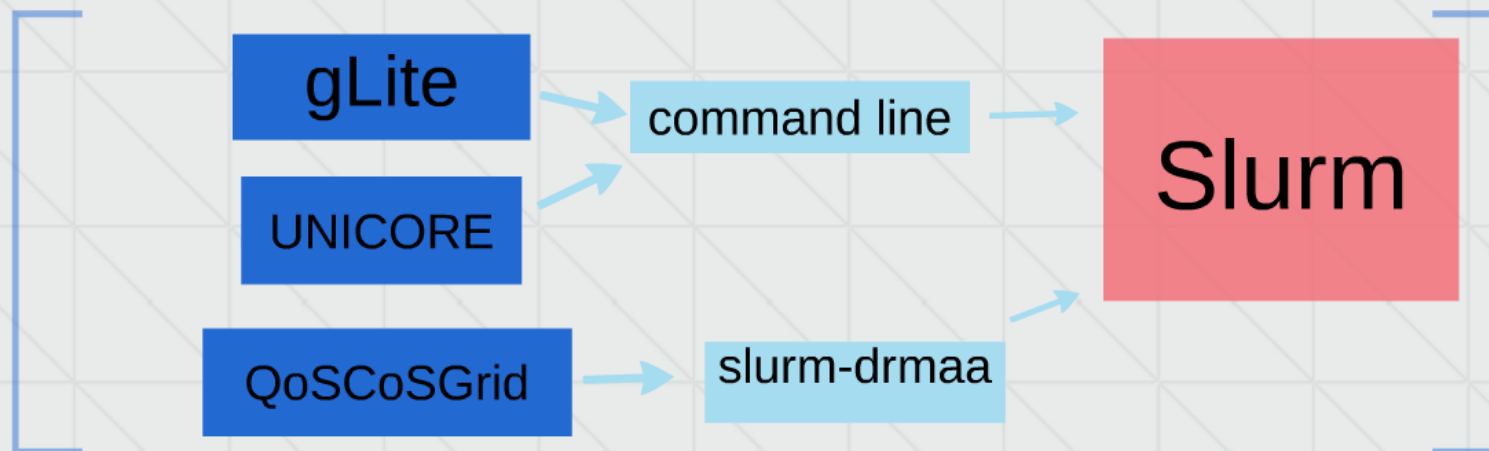 gLite
UNICORE
QoSCoSGrid
command line
slurm-drmaa
Slurm